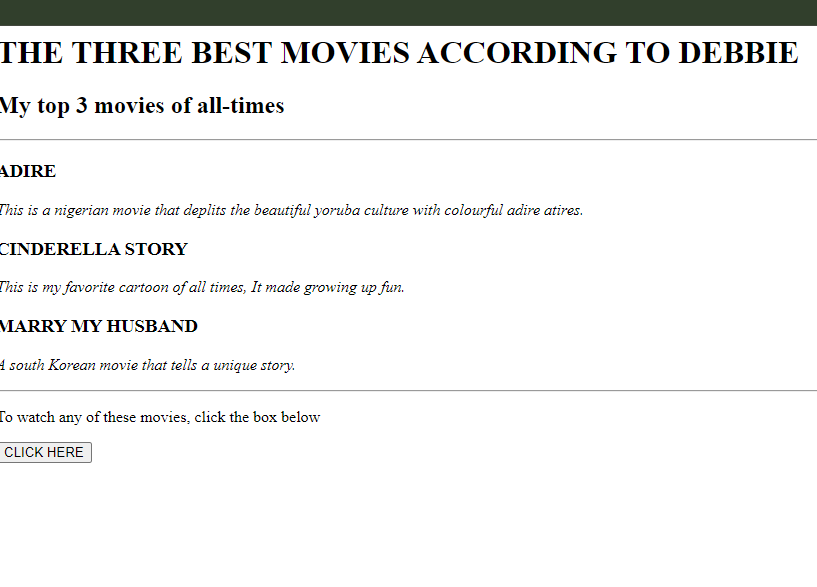 THE THREE BEST MOVIES ACCORDING TO DEBBIE
My top 3 movies of all-times
ADIRE
This is a nigerian movie that deplits the beautiful yoruba culture with colourful adire atires.
CINDERELLA STORY
This is my favorite cartoon of all times, It made growing up fun.
MARRY MY HUSBAND
A south Korean movie that tells a unique story.
To watch any of these movies, click the box below
CLICK HERE